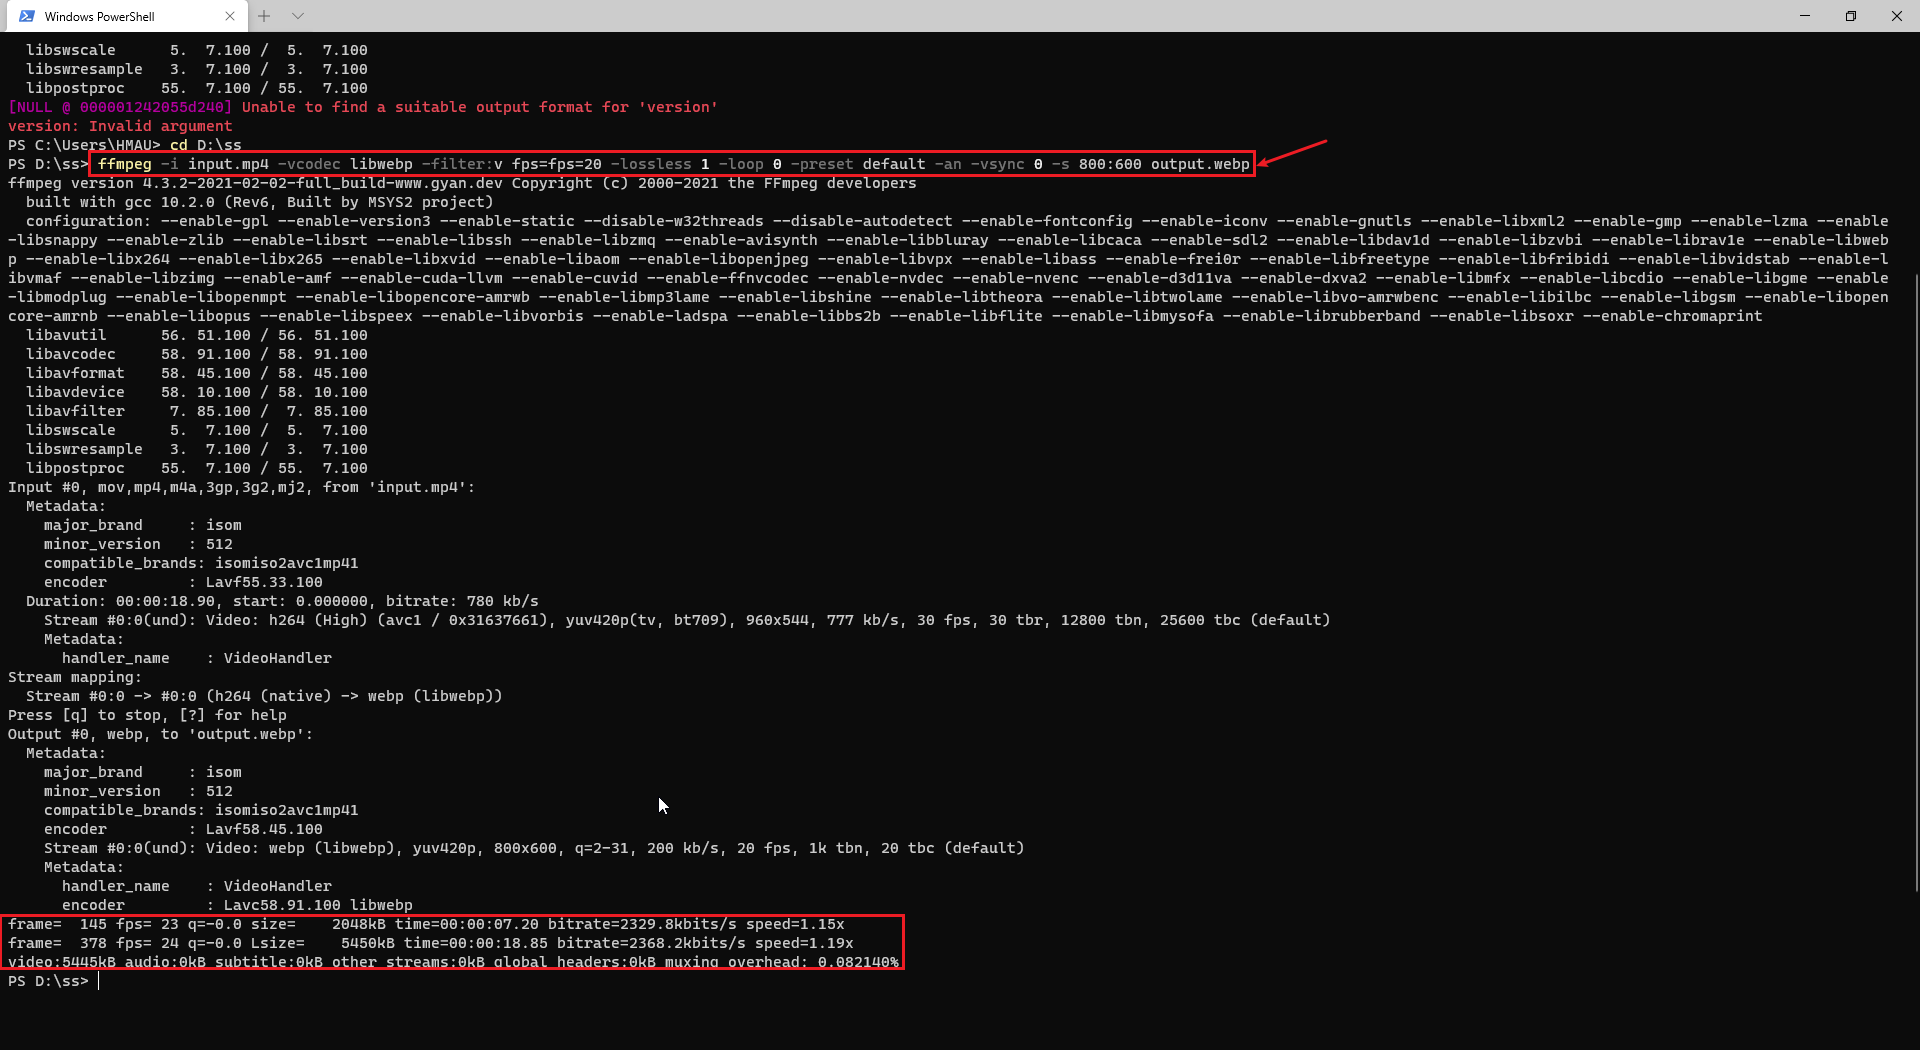 Windows PowerShell
  libswscale      5.  7.100 /  5.  7.100
  libswresample   3.  7.100 /  3.  7.100
  libpostproc    55.  7.100 / 55.  7.100
[NULL @ 000001242055d240] Unable to find a suitable output format for 'version'
version: Invalid argument
PS C:\Users\HMAU> cd D:\ss
PS D:\ss> ffmpeg -i input.mp4 -vcodec libwebp -filter:v fps=fps=20 -lossless 1 -loop 0 -preset default -an -vsync 0 -s 800:600 output.webp
ffmpeg version 4.3.2-2021-02-02-full_build-www.gyan.dev Copyright (c) 2000-2021 the FFmpeg developers
  built with gcc 10.2.0 (Rev6, Built by MSYS2 project)
  configuration: --enable-gpl --enable-version3 --enable-static --disable-w32threads --disable-autodetect --enable-fontconfig --enable-iconv --enable-gnutls --enable-libxml2 --enable-gmp --enable-lzma --enable
-libsnappy --enable-zlib --enable-libsrt --enable-libssh --enable-libzmq --enable-avisynth --enable-libbluray --enable-libcaca --enable-sdl2 --enable-libdav1d --enable-libzvbi --enable-librav1e --enable-libweb
p --enable-libx264 --enable-libx265 --enable-libxvid --enable-libaom --enable-libopenjpeg --enable-libvpx --enable-libass --enable-frei0r --enable-libfreetype --enable-libfribidi --enable-libvidstab --enable-l
ibvmaf --enable-libzimg --enable-amf --enable-cuda-llvm --enable-cuvid --enable-ffnvcodec --enable-nvdec --enable-nvenc --enable-d3d11va --enable-dxva2 --enable-libmfx --enable-libcdio --enable-libgme --enable
-libmodplug --enable-libopenmpt --enable-libopencore-amrwb --enable-libmp3lame --enable-libshine --enable-libtheora --enable-libtwolame --enable-libvo-amrwbenc --enable-libilbc --enable-libgsm --enable-libopen
core-amrnb --enable-libopus --enable-libspeex --enable-libvorbis --enable-ladspa --enable-libbs2b --enable-libflite --enable-libmysofa --enable-librubberband --enable-libsoxr --enable-chromaprint
  libavutil      56. 51.100 / 56. 51.100
  libavcodec     58. 91.100 / 58. 91.100
  libavformat    58. 45.100 / 58. 45.100
  libavdevice    58. 10.100 / 58. 10.100
  libavfilter     7. 85.100 /  7. 85.100
  libswscale      5.  7.100 /  5.  7.100
  libswresample   3.  7.100 /  3.  7.100
  libpostproc    55.  7.100 / 55.  7.100
Input #0, mov,mp4,m4a,3gp,3g2,mj2, from 'input.mp4':
  Metadata:
    major_brand     : isom
    minor_version   : 512
    compatible_brands: isomiso2avc1mp41
    encoder         : Lavf55.33.100
  Duration: 00:00:18.90, start: 0.000000, bitrate: 780 kb/s
    Stream #0:0(und): Video: h264 (High) (avc1 / 0x31637661), yuv420p(tv, bt709), 960x544, 777 kb/s, 30 fps, 30 tbr, 12800 tbn, 25600 tbc (default)
    Metadata:
      handler_name    : VideoHandler
Stream mapping:
  Stream #0:0 -> #0:0 (h264 (native) -> webp (libwebp))
Press [q] to stop, [?] for help
Output #0, webp, to 'output.webp':
  Metadata:
    major_brand     : isom
    minor_version   : 512
    compatible_brands: isomiso2avc1mp41
    encoder         : Lavf58.45.100
    Stream #0:0(und): Video: webp (libwebp), yuv420p, 800x600, q=2-31, 200 kb/s, 20 fps, 1k tbn, 20 tbc (default)
    Metadata:
      handler_name    : VideoHandler
      encoder         : Lavc58.91.100 libwebp
frame=  145 fps= 23 q=-0.0 size=    2048kB time=00:00:07.20 bitrate=2329.8kbits/s speed=1.15x
frame=  378 fps= 24 q=-0.0 Lsize=    5450kB time=00:00:18.85 bitrate=2368.2kbits/s speed=1.19x
video:5445kB audio:0kB subtitle:0kB other streams:0kB global headers:0kB muxing overhead: 0.082140%
PS D:\ss>